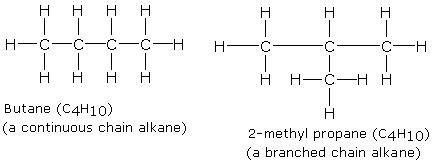 H H H H
H—C—C—C—C—H
H H H H
Butane (C4H10)
(a continuous chain alkane)
H H H
H—C—C—C—H
H H—C—H H
H
2-methyl propane (C4H10)
(a branched chain alkane)